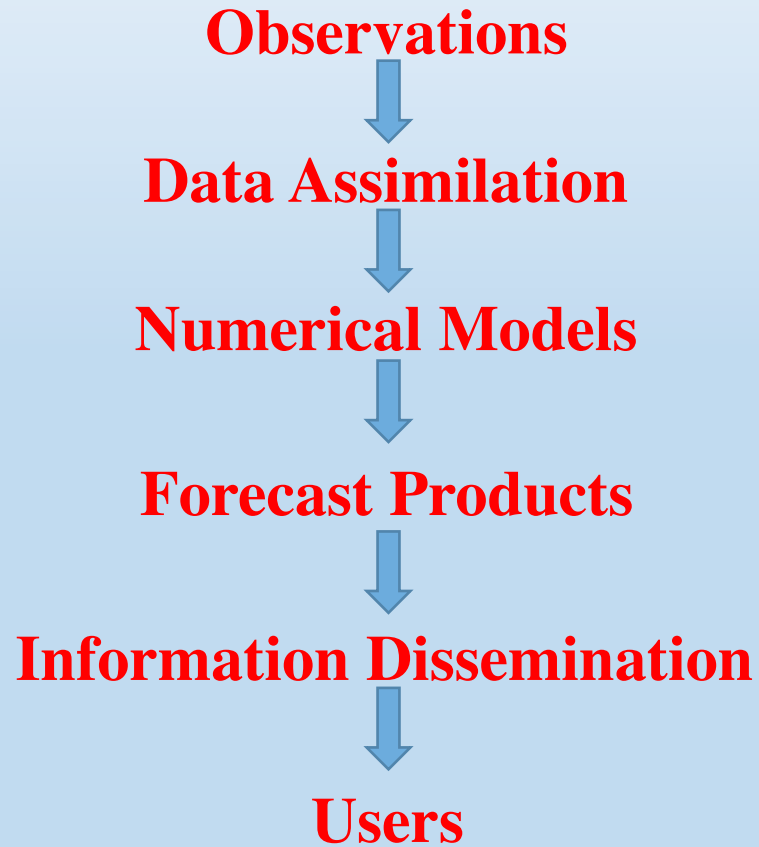 Observations
Data Assimilation
Numerical Models
Forecast Products
Information Dissemination
Users